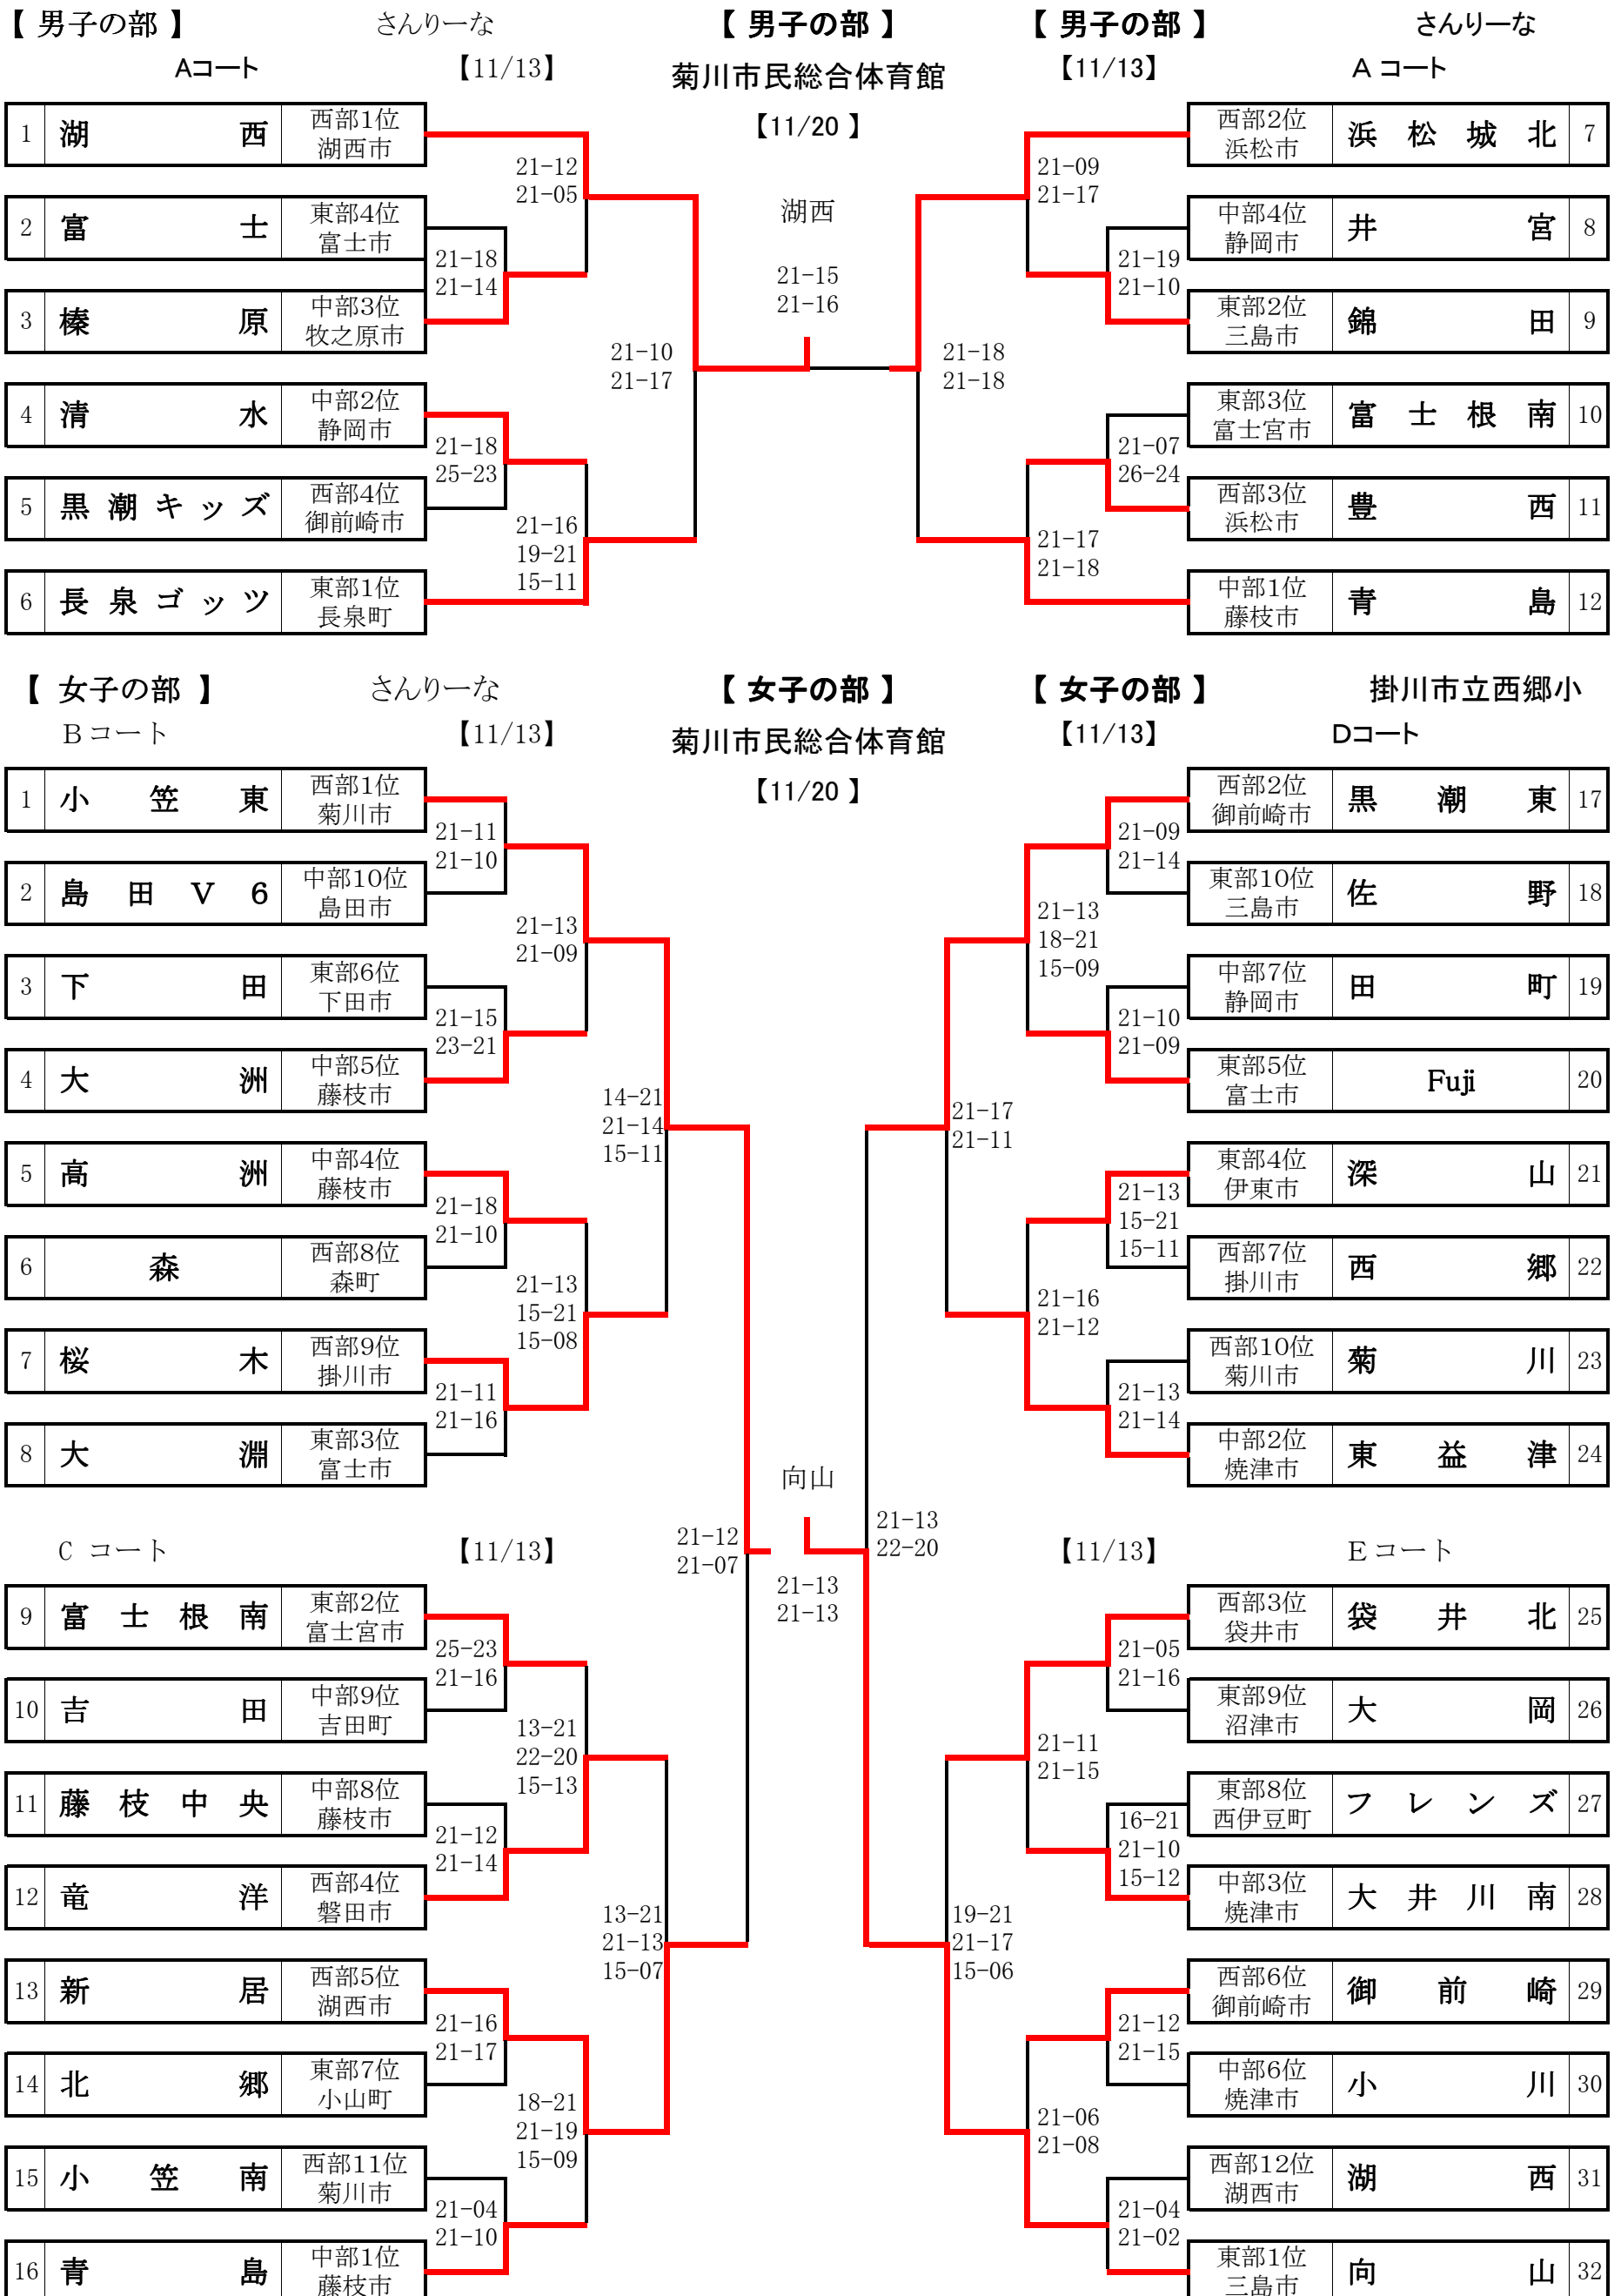 【 男子の部 】 さんりーな 【 男子の部 】 【 男子の部 】 さんりーな
Aコート 【11/13】 菊川市民総合体育館 【11/13】 A コート
【11/20 】
1 湖西 西部1位 湖西市
21-12
21-05
2 富士 東部4位 富士市
21-18
21-14
3 榛原 中部3位 牧之原市
21-10
21-17
4 清水 中部2位 静岡市
21-18
25-23
5 黒潮キッズ 西部4位 御前崎市
21-16
19-21
15-11
6 長泉ゴッツ 東部1位 長泉町
湖西
21-15
21-16
西部2位 浜松市 浜松城北 7
21-09
21-17
中部4位 静岡市 井宮 8
21-19
21-10
東部2位 三島市 錦田 9
21-18
21-18
東部3位 富士宮市 富士根南 10
21-07
26-24
西部3位 浜松市 豊西 11
21-17
21-18
中部1位 藤枝市 青島 12
【 女子の部 】 さんりーな 【 女子の部 】 【 女子の部 】 掛川市立西郷小
Bコート 【11/13】 菊川市民総合体育館 【11/13】 Dコート
【11/20 】
1 小笠東 西部1位 菊川市
21-11
21-10
2 島田V6 中部10位 島田市
21-13
21-09
3 下田 東部6位 下田市
21-15
23-21
4 大洲 中部5位 藤枝市
14-21
21-14
15-11
5 高洲 中部4位 藤枝市
21-18
21-10
6 森 西部8位 森町
21-13
15-21
15-08
7 桜木 西部9位 掛川市
21-11
21-16
8 大淵 東部3位 富士市
西部2位 御前崎市 黒潮東 17
21-09
21-14
東部10位 三島市 佐野 18
21-13
18-21
15-09
中部7位 静岡市 田町 19
21-10
21-09
東部5位 富士市 Fuji 20
21-17
21-11
東部4位 伊東市 深山 21
21-13
15-21
15-11
西部7位 掛川市 西郷 22
21-16
21-12
西部10位 菊川市 菊川 23
21-13
21-14
中部2位 焼津市 東益津 24
向山
21-12
21-07
21-13
22-20
21-13
21-13
C コート 【11/13】 【11/13】 Eコート
9 富士根南 東部2位 富士宮市
25-23
21-16
10 吉田 中部9位 吉田町
13-21
22-20
15-13
11 藤枝中央 中部8位 藤枝市
21-12
21-14
12 竜洋 西部4位 磐田市
13-21
21-13
15-07
13 新居 西部5位 湖西市
21-16
21-17
14 北郷 東部7位 小山町
18-21
21-19
15-09
15 小笠南 西部11位 菊川市
21-04
21-10
16 青島 中部1位 藤枝市
西部3位 袋井市 袋井北 25
21-05
21-16
東部9位 沼津市 大岡 26
21-11
21-15
東部8位 西伊豆町 フレンズ 27
16-21
21-10
15-12
中部3位 焼津市 大井川南 28
19-21
21-17
15-06
西部6位 御前崎市 御前崎 29
21-12
21-15
中部6位 焼津市 小川 30
21-06
21-08
西部12位 湖西市 湖西 31
21-04
21-02
東部1位 三島市 向山 32